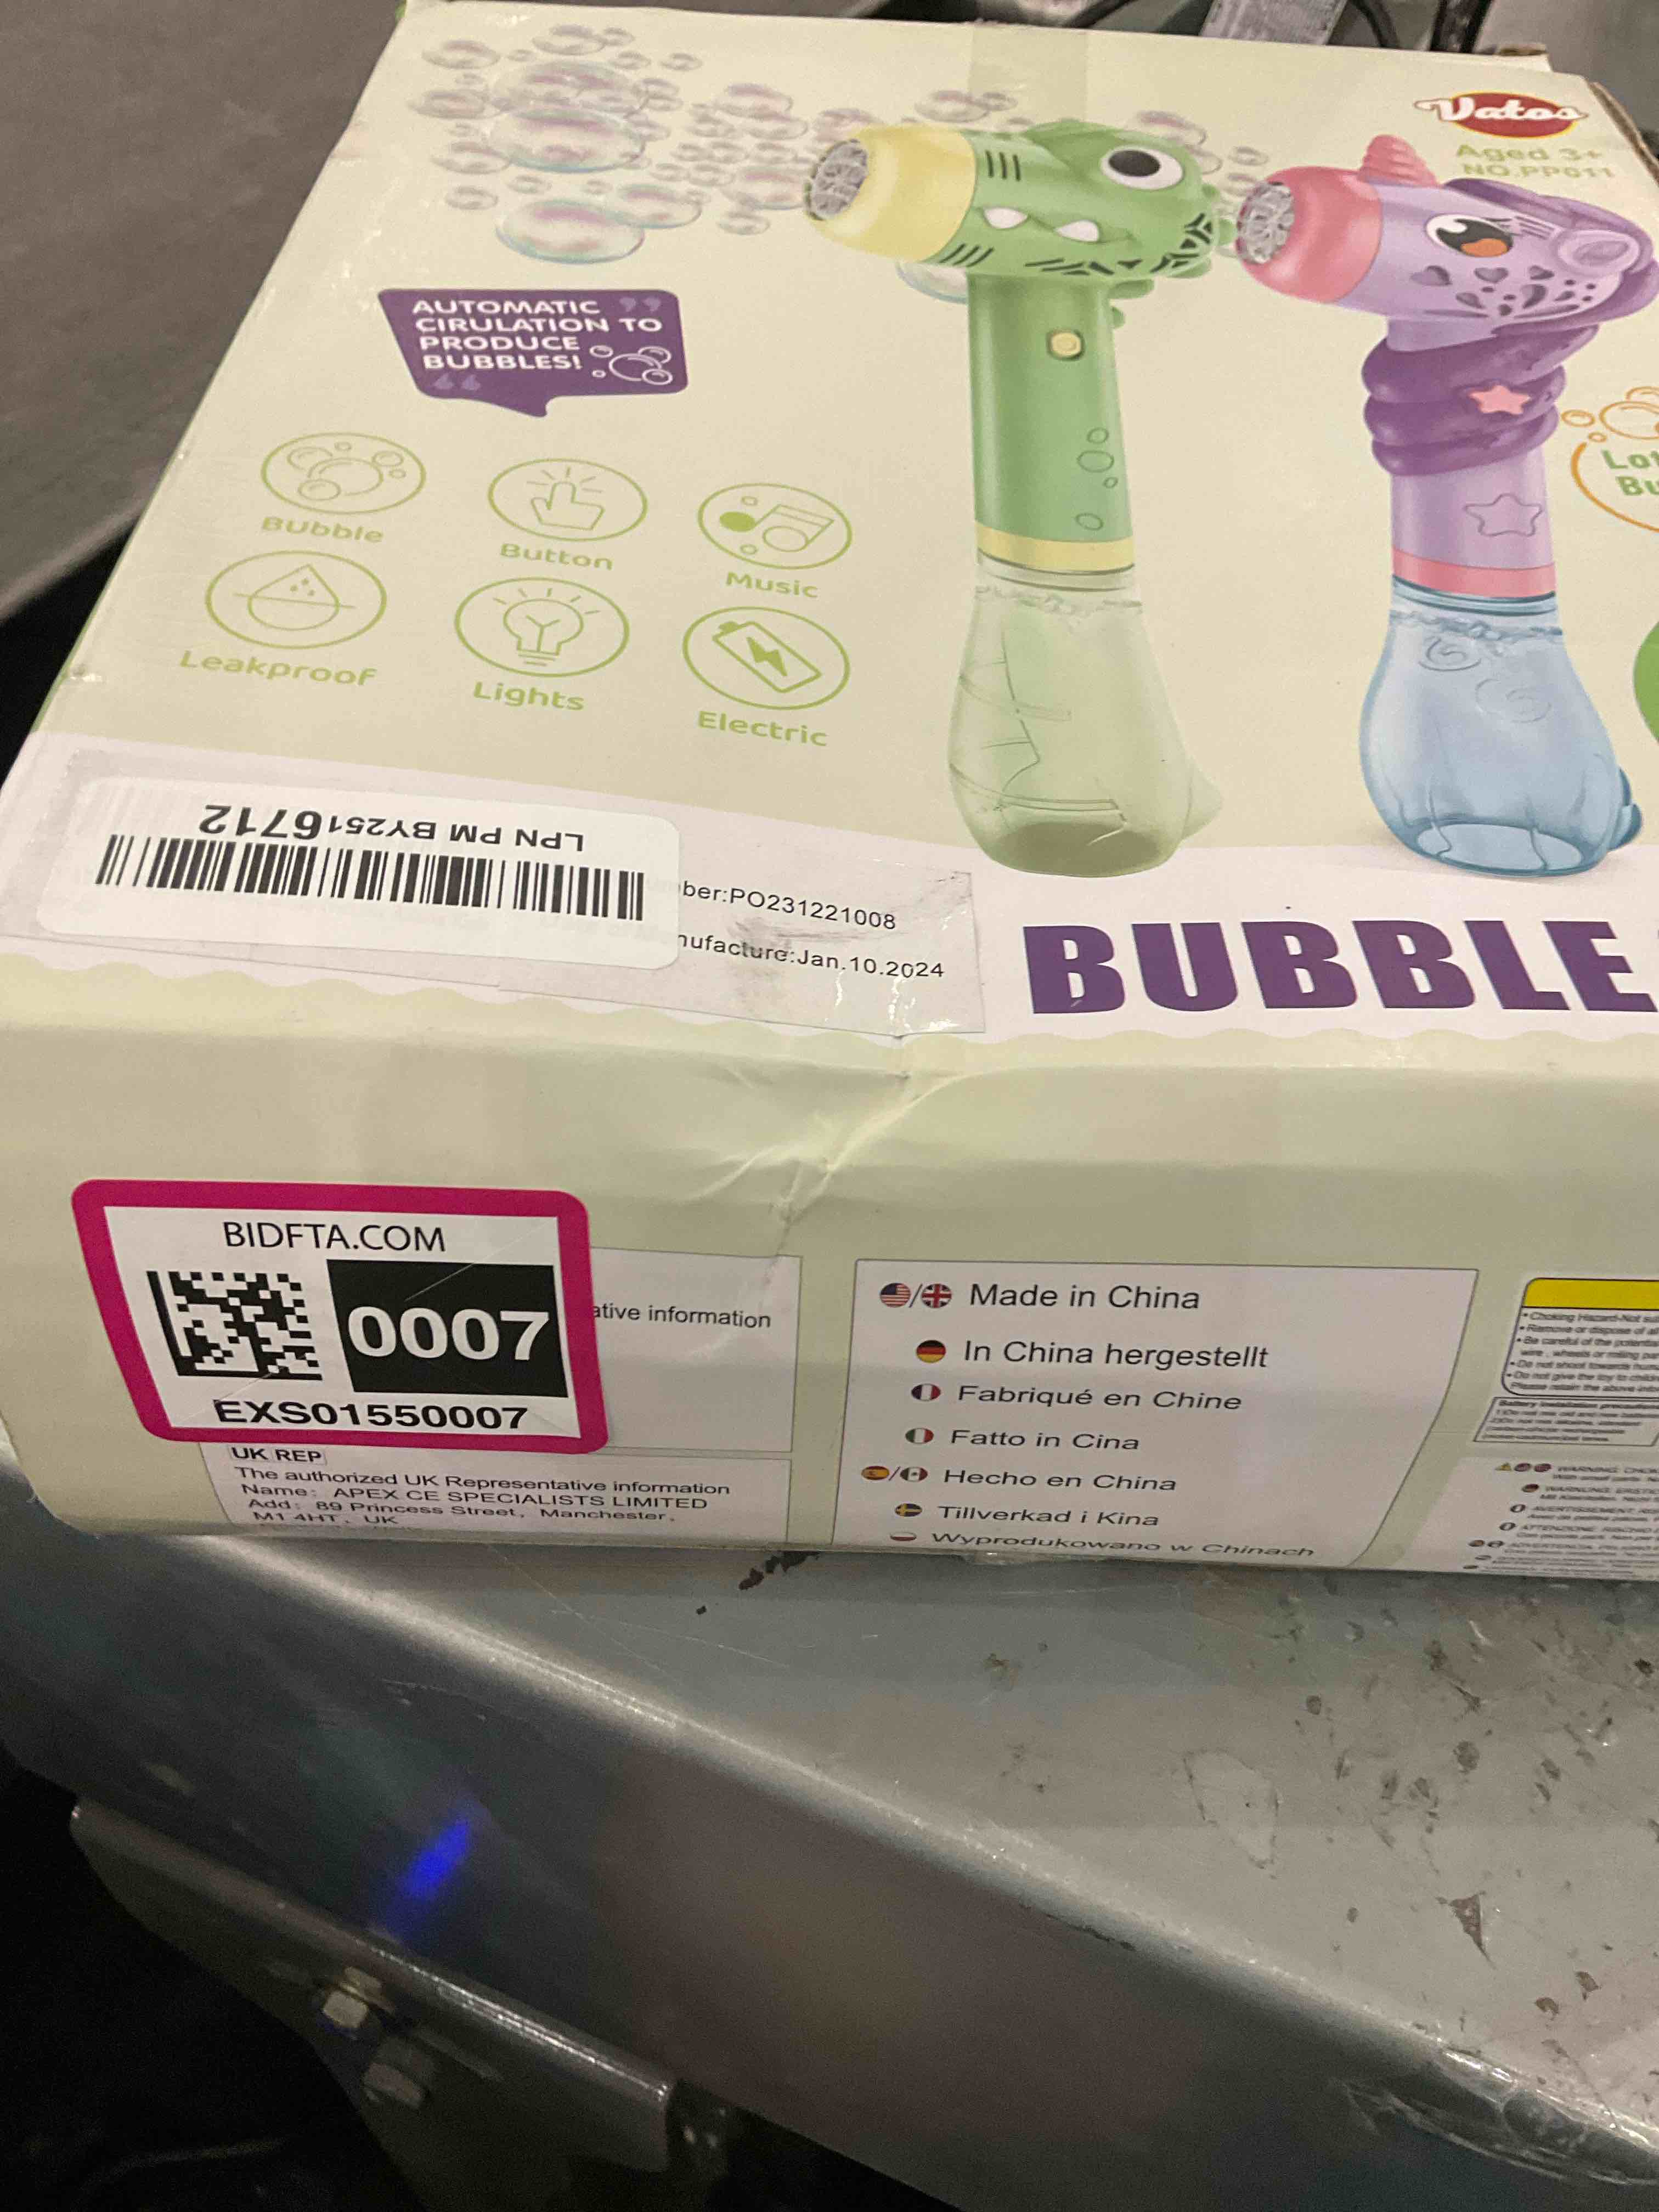 Vatos
Aged 3+
NO.PP011
AUTOMATIC
CIRULATION TO
PRODUCE
BUBBLES!
BUbble
Button
Music
Leakproof
Lights
Electric
LPN PM BY2516712
ber:PO231221008
nufacture:Jan.10.2024
BUBBLE
BIDFTA.COM
0007
EXS01550007
ative information
UK REP
The authorized UK Representative information
Name: APEX CE SPECIALISTS LIMITED
Add: 89 Princess Street, Manchester,
M1 4HT, UK
Made in China
In China hergestellt
Fabriqué en Chine
Fatto in Cina
Hecho en China
Tillverkad i Kina
Wyprodukowano w Chinach